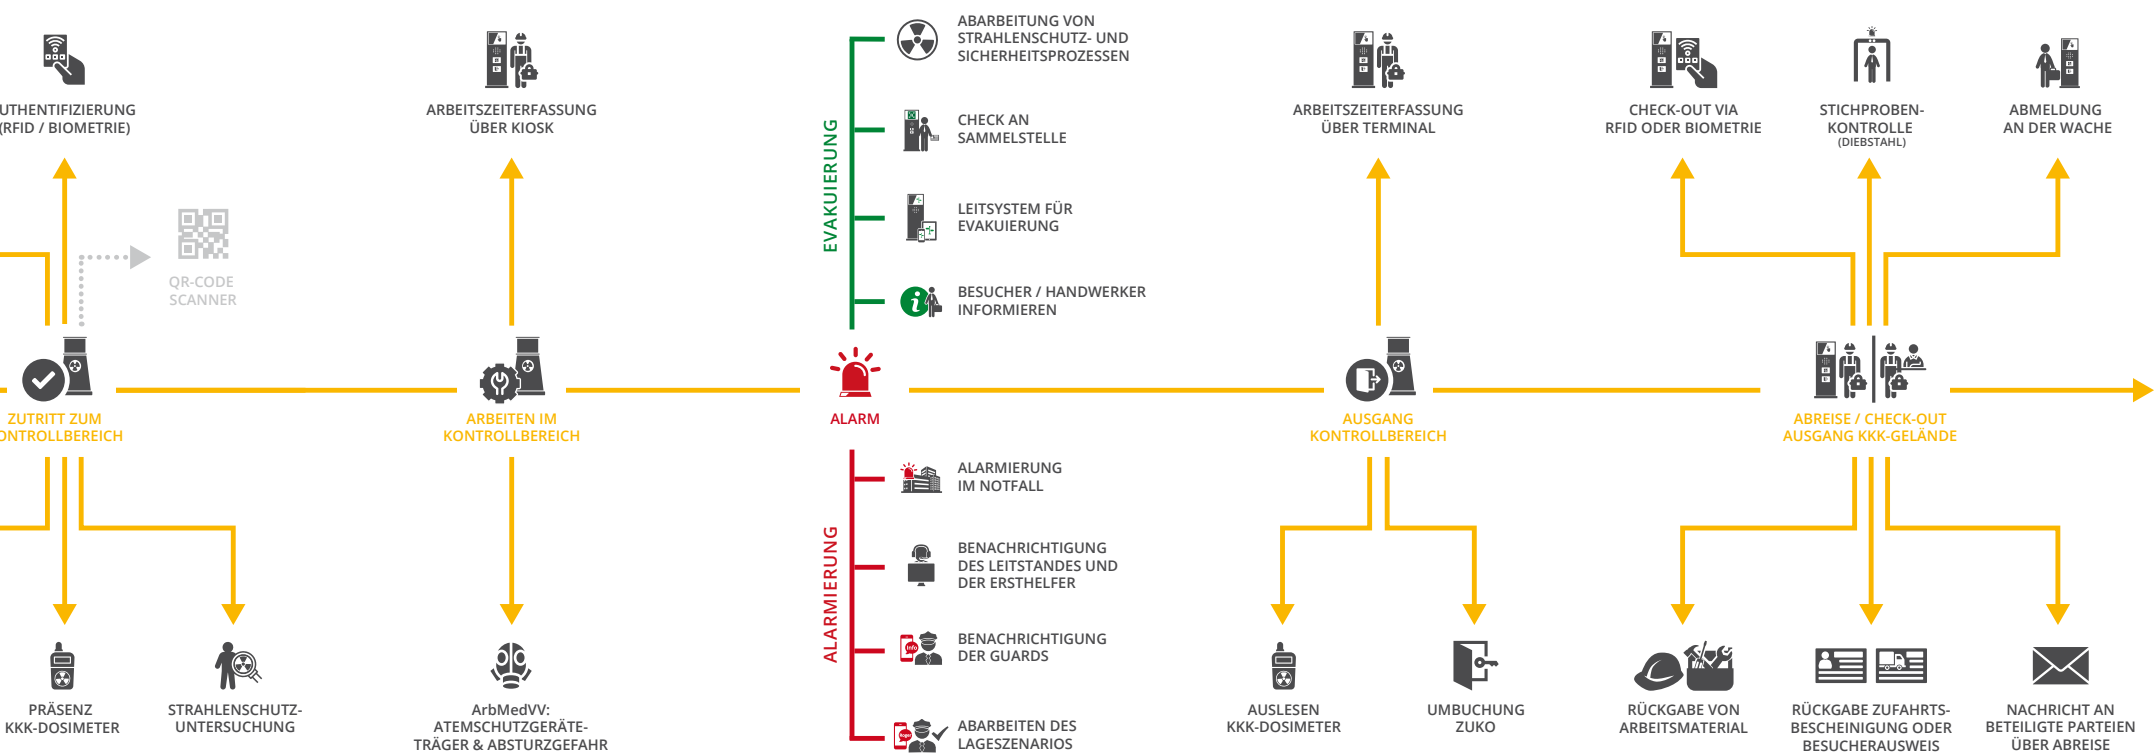 UTHENTIFIZIERUNG
(RFID / BIOMETRIE)
QR-CODE
SCANNER
ZUTRITT ZUM
ONTROLLBEREICH
PRÄSENZ
KKK-DOSIMETER
STRAHLENSCHUTZ-
UNTERSUCHUNG
ARBEITSZEITERFASSUNG
ÜBER KIOSK
ARBEITEN IM
KONTROLLBEREICH
ArbMedVV:
ATEMSCHUTZGERÄTE-
TRÄGER & ABSTURZGEFAHR
EVAKUIERUNG
ABARBEITUNG VON
STRAHLENSCHUTZ- UND
SICHERHEITSPROZESSEN
CHECK AN
SAMMELSTELLE
LEITSYSTEM FÜR
EVAKUIERUNG
i
BESUCHER / HANDWERKER
INFORMIEREN
ALARM
ALARMIERUNG
ALARMIERUNG
IM NOTFALL
BENACHRICHTIGUNG
DES LEITSTANDES UND
DER ERSTHELFER
Info
BENACHRICHTIGUNG
DER GUARDS
Roger
ABARBEITEN DES
LAGESZENARIOS
ARBEITSZEITERFASSUNG
ÜBER TERMINAL
AUSGANG
KONTROLLBEREICH
AUSLESEN
KKK-DOSIMETER
UMBUCHUNG
ZUKO
CHECK-OUT VIA
RFID ODER BIOMETRIE
STICHPROBEN-
KONTROLLE
(DIEBSTAHL)
ABMELDUNG
AN DER WACHE
ABREISE / CHECK-OUT
AUSGANG KKK-GELÄNDE
RÜCKGABE VON
ARBEITSMATERIAL
RÜCKGABE ZUFAHRTS-
BESCHEINIGUNG ODER
BESUCHERAUSWEIS
NACHRICHT AN
BETEILIGTE PARTEIEN
ÜBER ABREISE